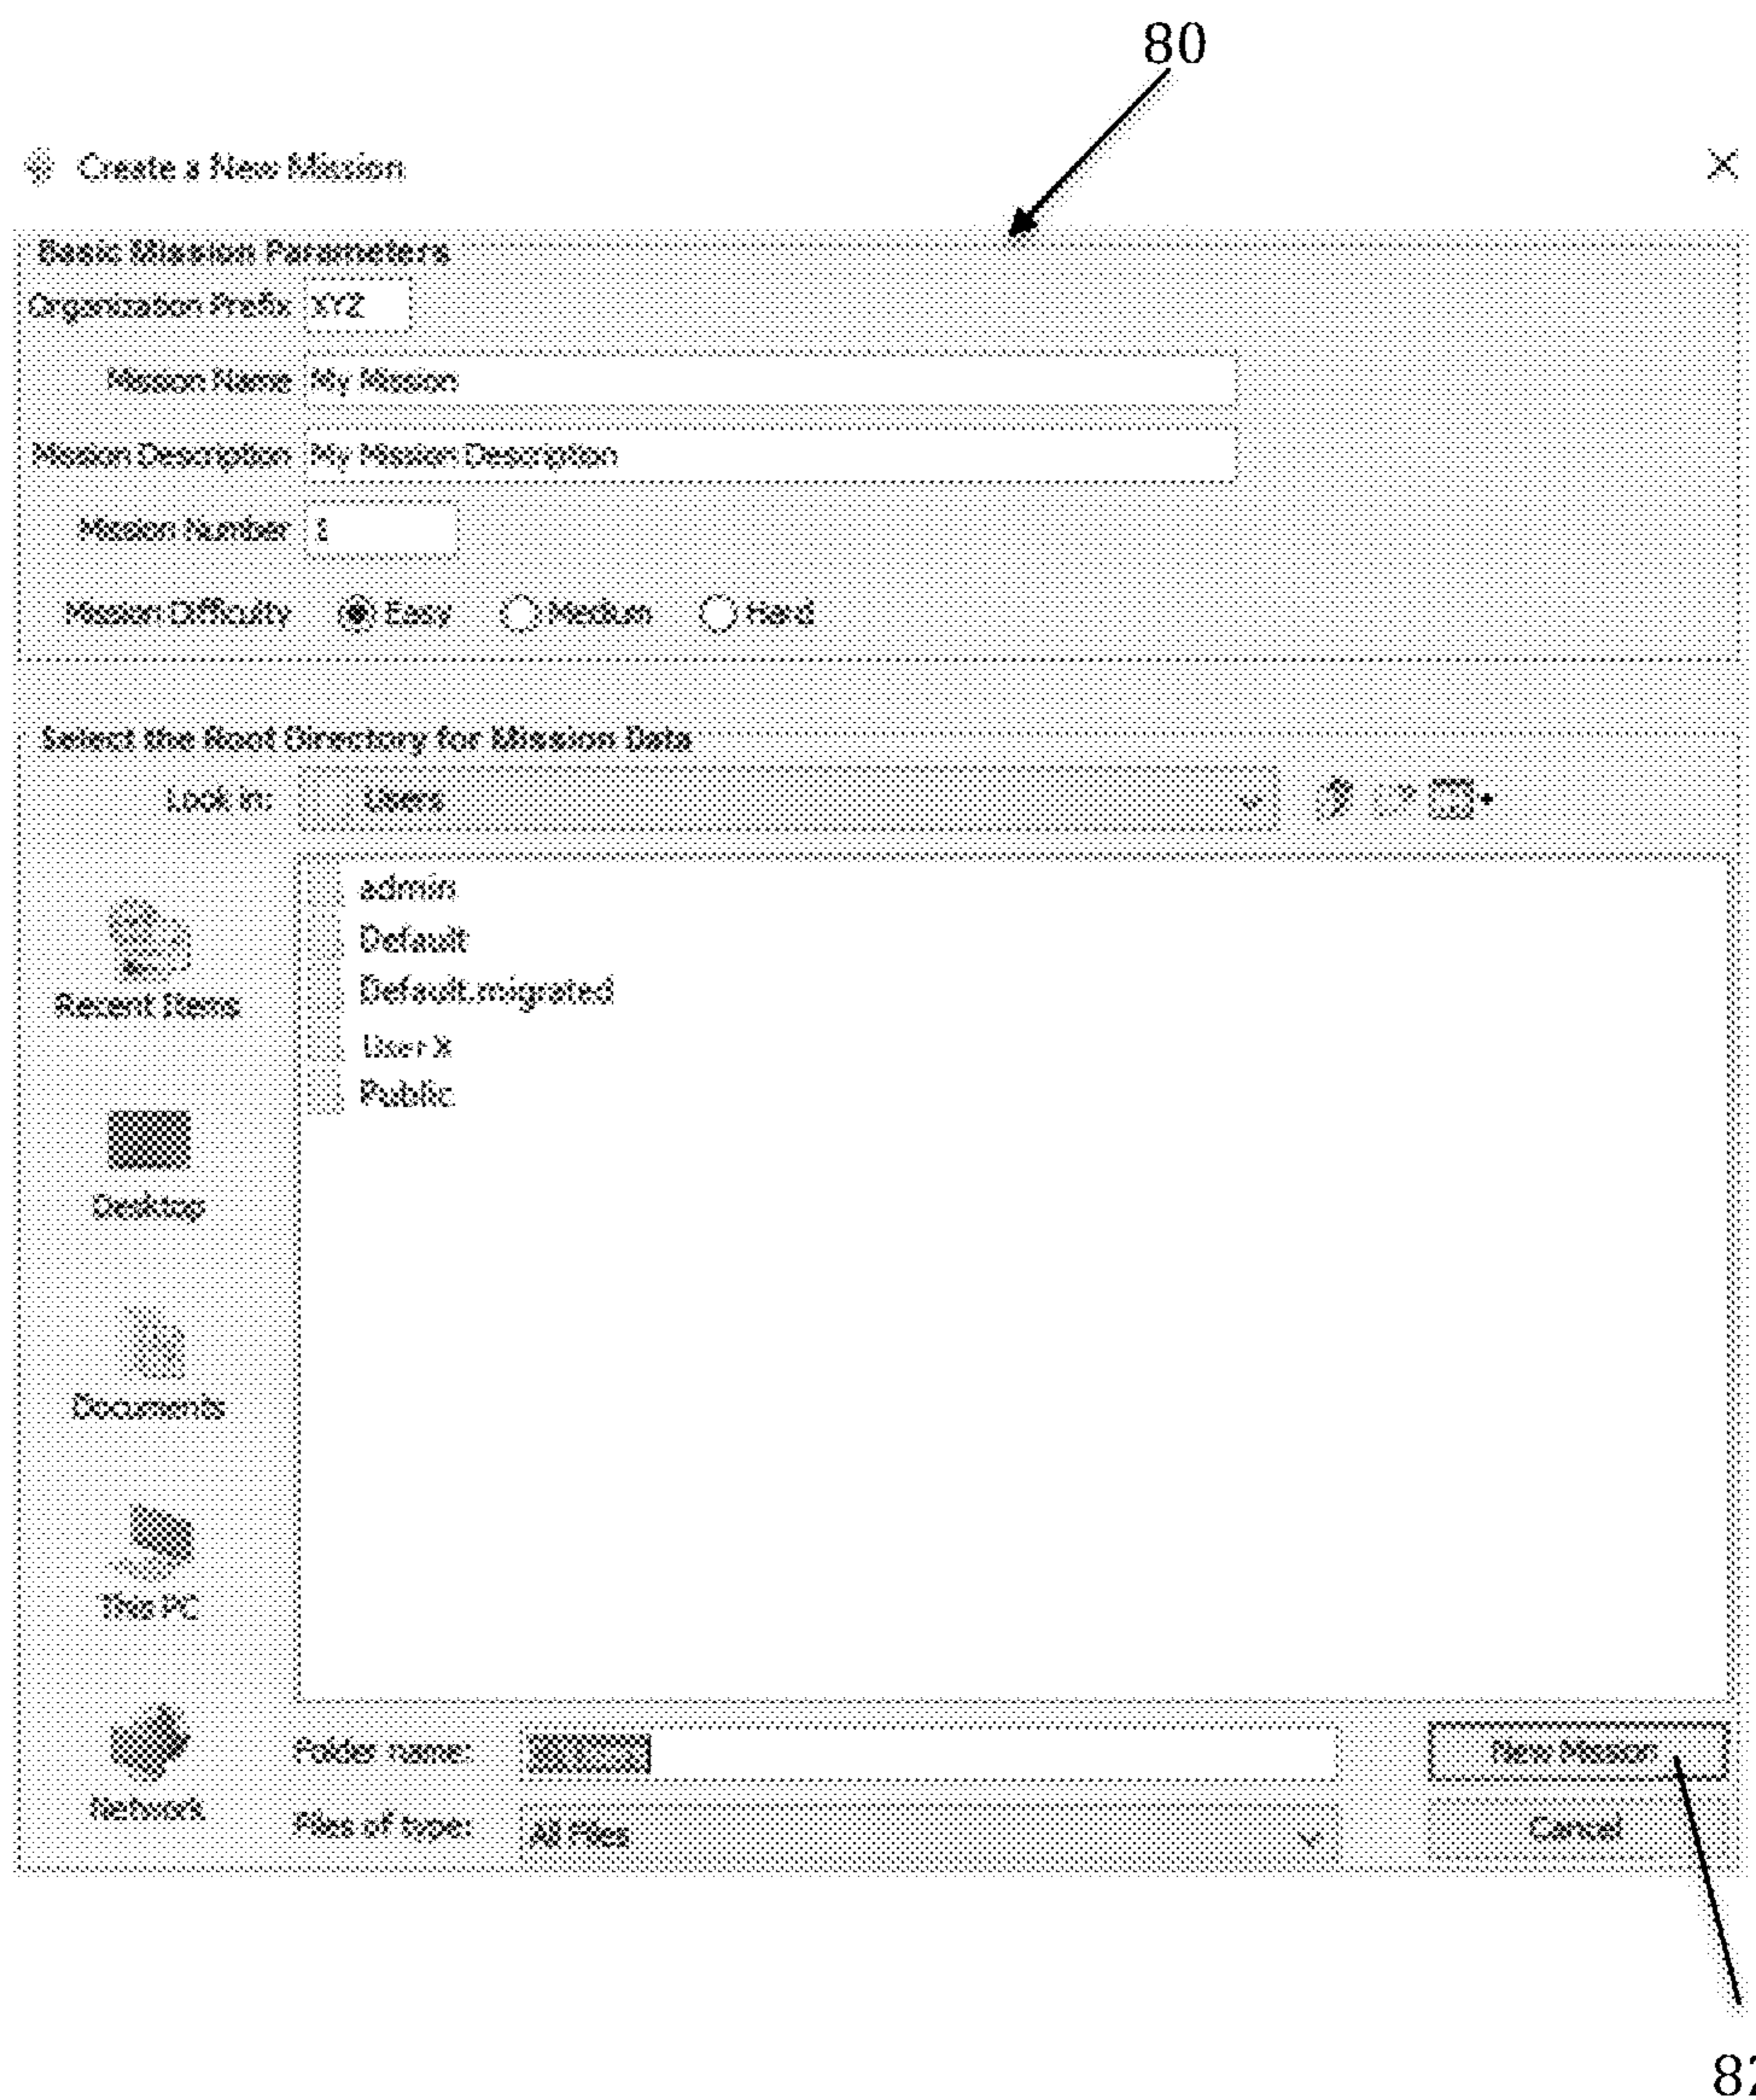 80
Create a New Mission
Basic Mission Parameters
Organization Prefix XYZ
Mission Name My Mission
Mission Description My Mission Description
Mission Number
Mission Difficulty Easy Medium Hard
Select the Root Directory for Mission Data
Look in: Users
admin
Default
Default.migrated
User X
Public
Recent Items
Desktop
Documents
This PC
Network
Folder name: New Mission
Files of type: All Files Cancel